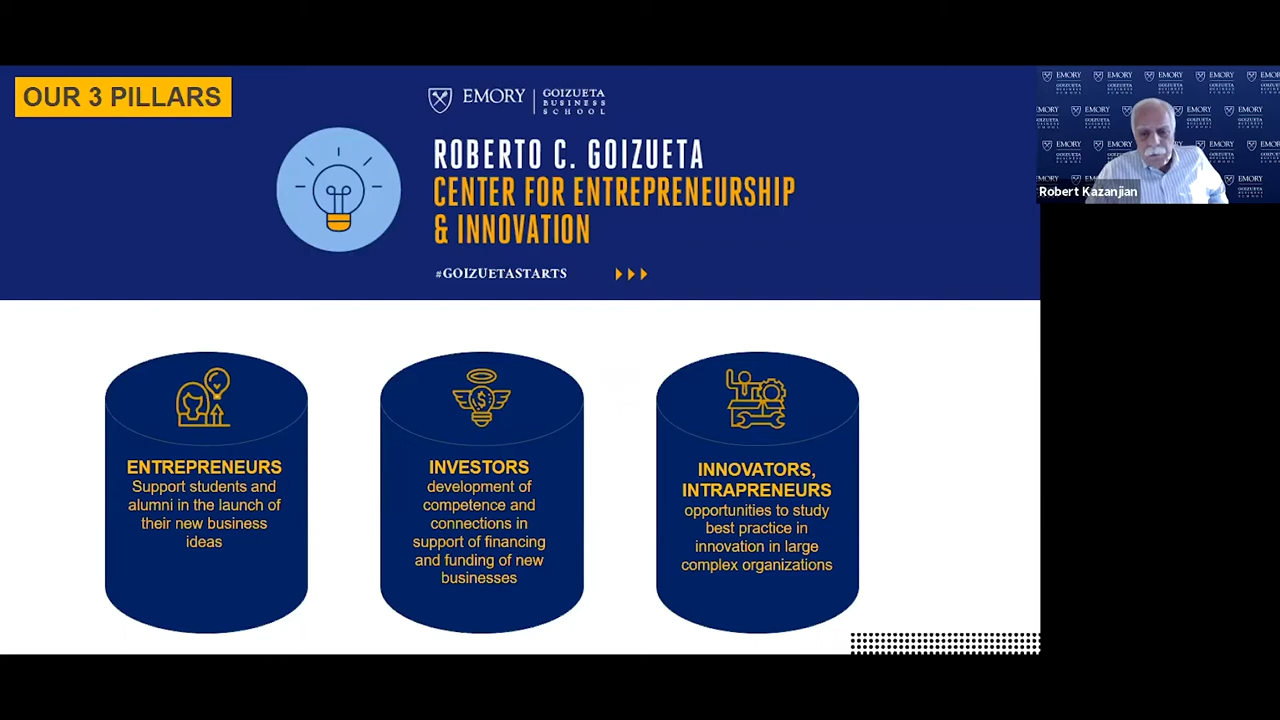 OUR 3 PILLARS
EMORY
GOIZUETA
BUSINESS
SCHOOL
ROBERTO C. GOIZUETA
CENTER FOR ENTREPRENEURSHIP
& INNOVATION
#GOIZUETASTARTS
Robert Kazanjian
ENTREPRENEURS
Support students and
alumni in the launch of
their new business
ideas
INVESTORS
development of
competence and
connections in
support of financing
and funding of new
businesses
INNOVATORS,
INTRAPRENEURS
opportunities to study
best practice in
innovation in large
complex organizations